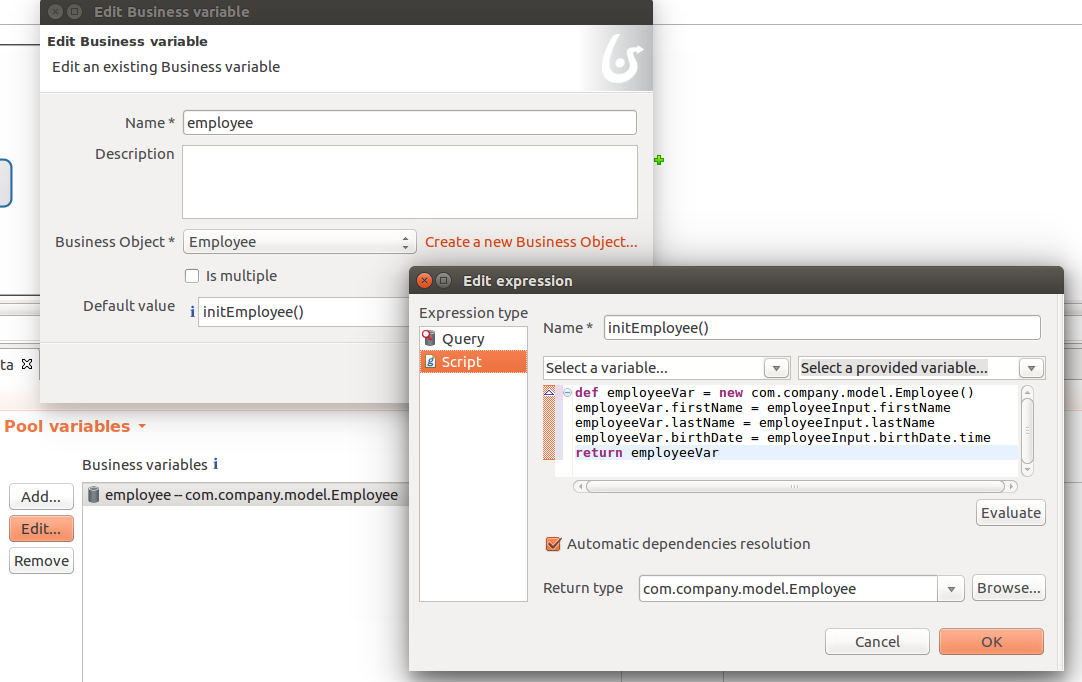 Edit Business variable
Edit Business variable
Edit an existing Business variable
Name *
employee
Description
Business Object *
Employee
Create a new Business Object...
Is multiple
Default value
i
initEmployee()
ta
Pool variables
Business variables i
Add...
Edit...
Remove
employee -- com.company.model.Employee
Edit expression
Expression type
Query
Script
Name *
initEmployee()
Select a variable...
Select a provided variable...
def employeeVar = new com.company.model.Employee()
employeeVar.firstName = employeeInput.firstName
employeeVar.lastName = employeeInput.lastName
employeeVar.birthDate = employeeInput.birthDate.time
return employeeVar
Evaluate
Automatic dependencies resolution
Return type
com.company.model.Employee
Browse...
Cancel
OK